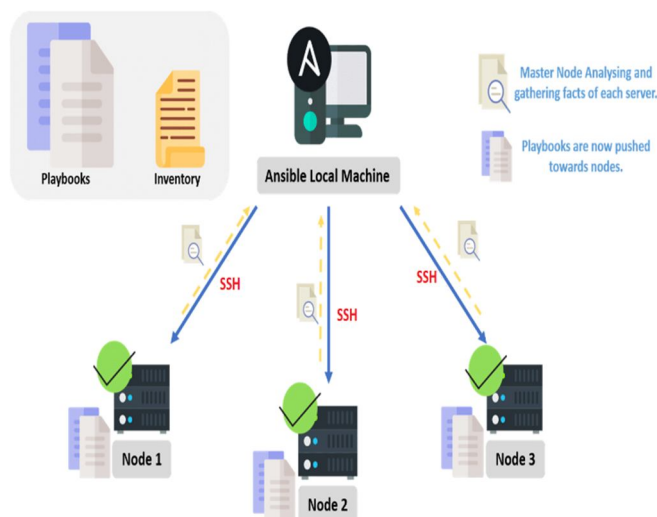 Playbooks
Inventory
Ansible Local Machine
Master Node Analysing and
gathering facts of each server.
Playbooks are now pushed
towards nodes.
SSH
SSH
SSH
Node 1
Node 2
Node 3